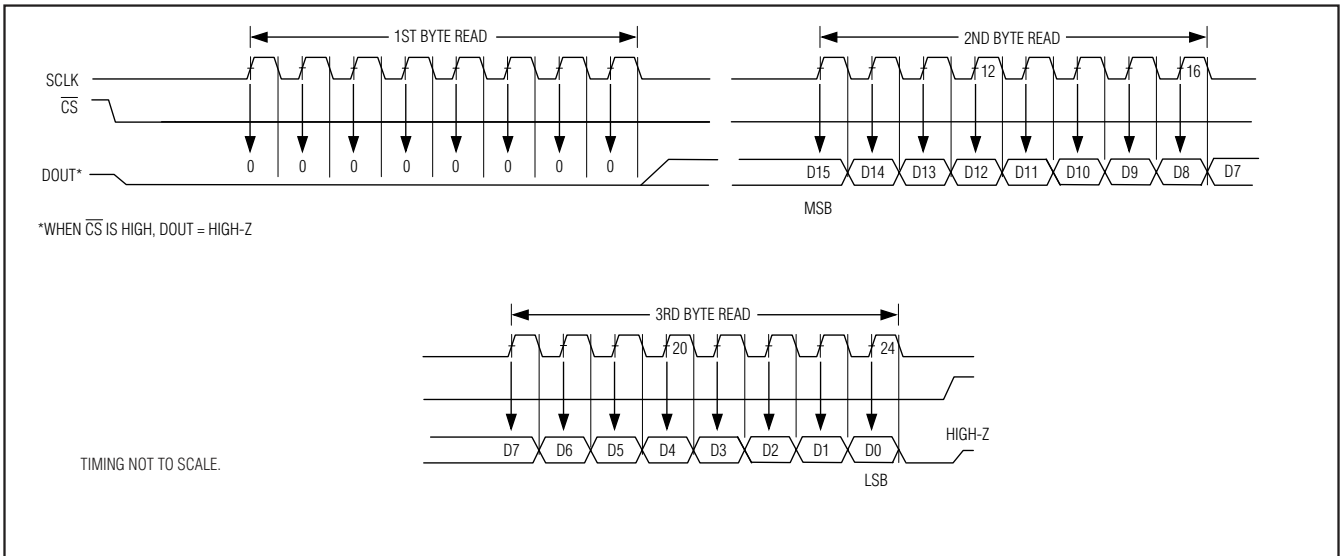 1ST BYTE READ
2ND BYTE READ
SCLK
12
16
CS
0 0 0 0 0 0 0 0
DOUT*
D15 D14 D13 D12 D11 D10 D9 D8 D7
MSB
*WHEN CS IS HIGH, DOUT = HIGH-Z
3RD BYTE READ
20
24
HIGH-Z
D7 D6 D5 D4 D3 D2 D1 D0
TIMING NOT TO SCALE.
LSB